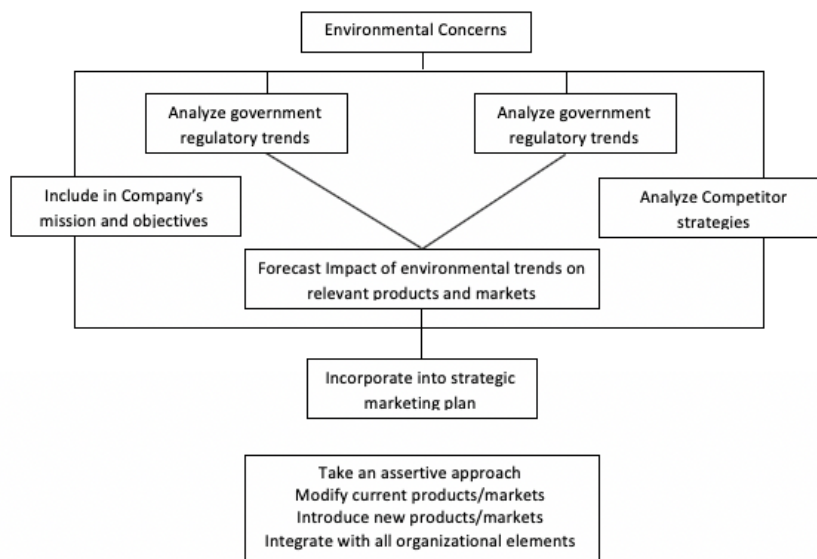 Environmental Concerns
Analyze government
regulatory trends
Analyze government
regulatory trends
Include in Company's
mission and objectives
Analyze Competitor
strategies
Forecast Impact of environmental trends on
relevant products and markets
Incorporate into strategic
marketing plan
Take an assertive approach
Modify current products/markets
Introduce new products/markets
Integrate with all organizational elements